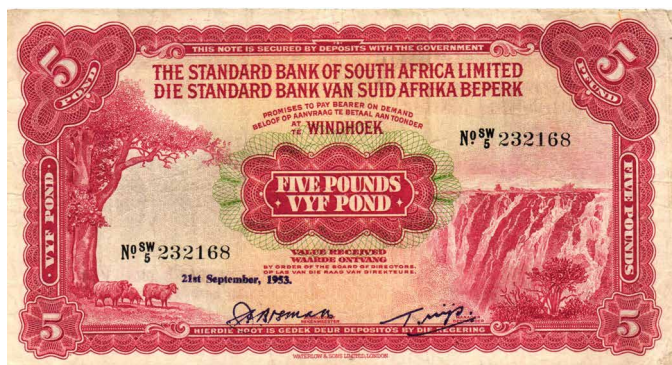 THIS NOTE IS SECURED BY DEPOSITS WITH THE GOVERNMENT
5 POND
5 PFUND
THE STANDARD BANK OF SOUTH AFRICA LIMITED
DIE STANDARD BANK VAN SUID AFRIKA BEPERK
PROMISES TO PAY BEARER ON DEMAND
BELOOF OP AANVRAAG TE BETAAL AAN TOONDER
AT
TE WINDHOEK
No SW/5 232168
FIVE POUNDS
VYF POND
VYF POND
FIVE POUNDS
No SW/5 232168
VALUE RECEIVED
WAARDE ONTVANG
BY ORDER OF THE BOARD OF DIRECTORS.
OP LAS VAN DIE RAAD VAN DIREKTEURE.
21st September, 1953.
5
5
HIERDIE NOOT IS GEDEK DEUR DEPOSITO'S BY DIE REGERING
WATERLOW & SONS LIMITED, LONDON